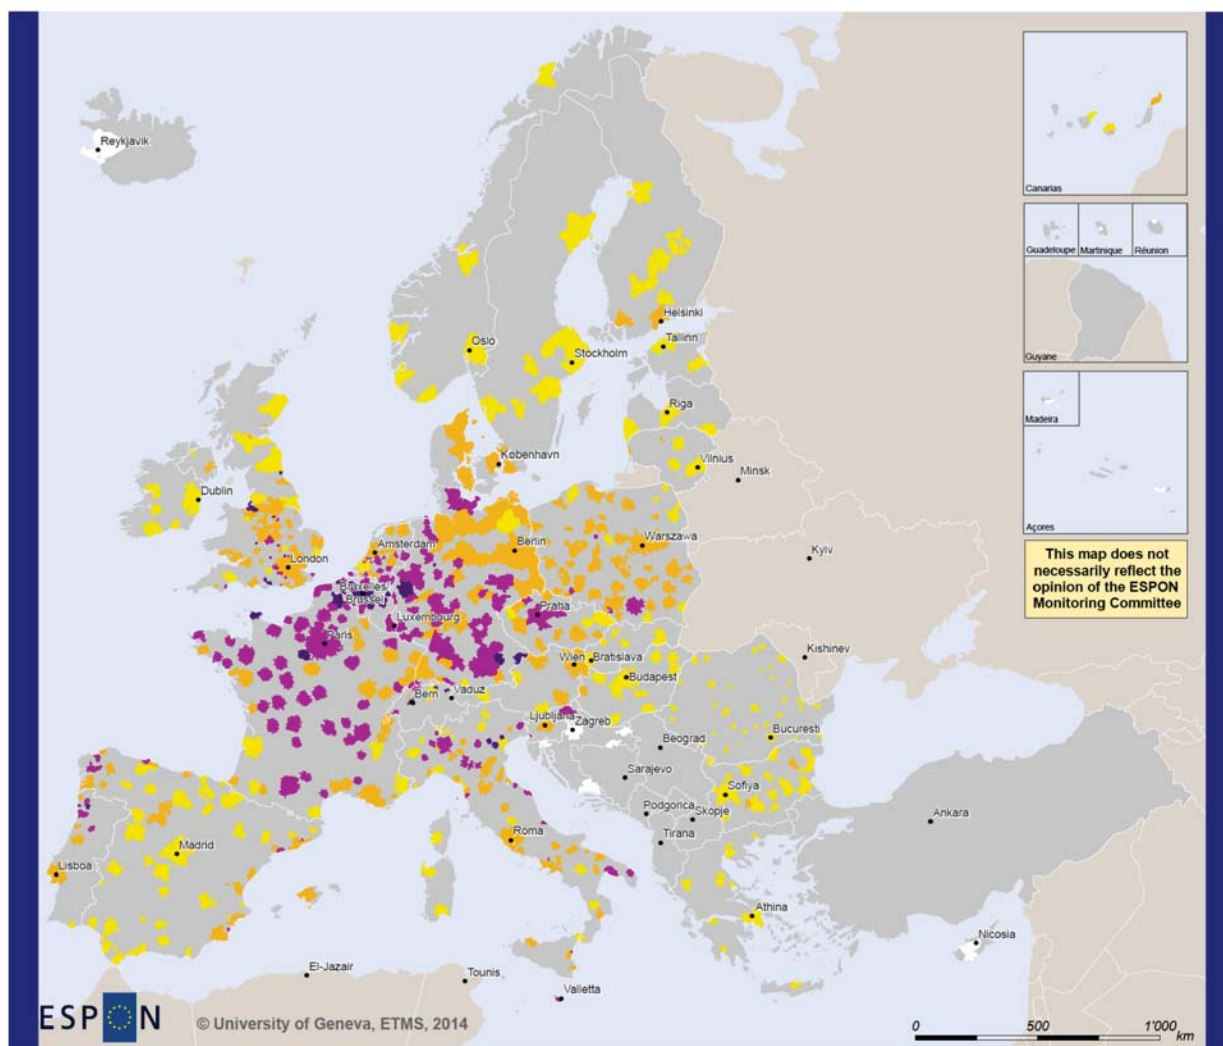 Reykjavik
Canarias
Guadeloupe
Martinique
Réunion
Helsinki
Oslo
Tallinn
Stockholm
Guyane
Riga
Madeira
København
Vilnius
Minsk
Dublin
Açores
Amsterdam
Berlin
Warszawa
London
Kyiv
This map does not
necessarily reflect the
opinion of the ESPON
Monitoring Committee
Bruxelles/
Brussel
Praha
Luxembourg
Paris
Wien
Bratislava
Kishinev
Budapest
Bern
Vaduz
Ljubljana
Zagreb
Bucuresti
Beograd
Sarajevo
Sofiya
Podgorica
Skopje
Ankara
Roma
Tirana
Madrid
Lisboa
Athina
Nicosia
El-Jazair
Tounis
Valletta
ESPON
© University of Geneva, ETMS, 2014
0 500 1'000
km